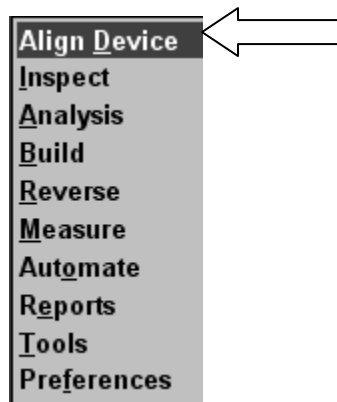 Align Device
Inspect
Analysis
Build
Reverse
Measure
Automate
Reports
Tools
Preferences